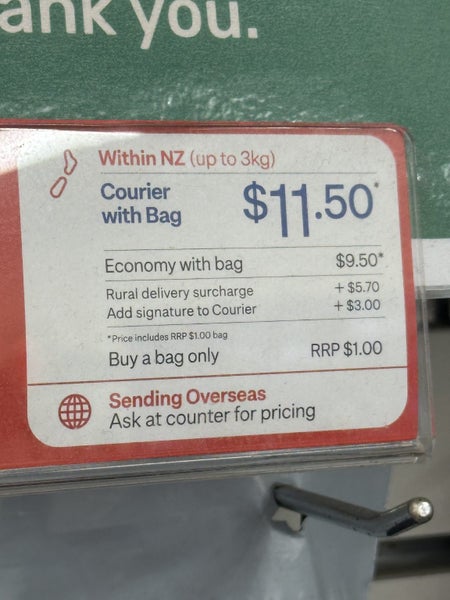 ank you.
Within NZ (up to 3kg)
Courier with Bag $11.50*
Economy with bag $9.50*
Rural delivery surcharge + $5.70
Add signature to Courier + $3.00
*Price includes RRP $1.00 bag
Buy a bag only RRP $1.00
Sending Overseas
Ask at counter for pricing